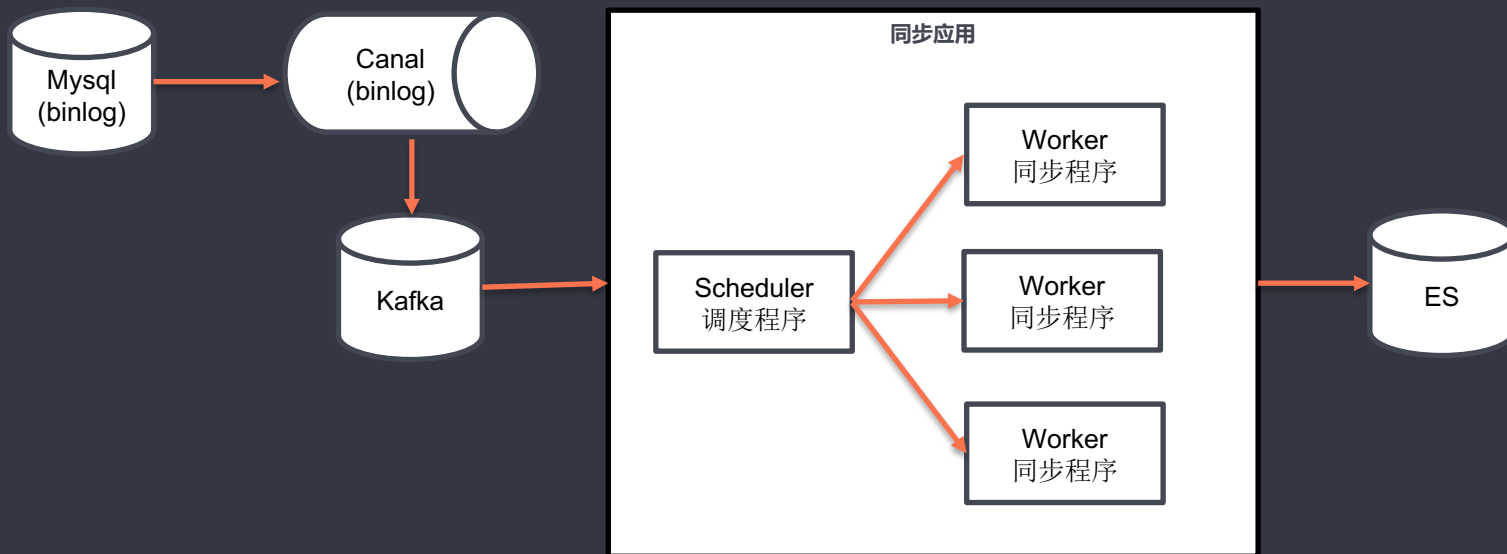 Mysql
(binlog)
Canal
(binlog)
Kafka
同步应用
Scheduler
调度程序
Worker
同步程序
Worker
同步程序
Worker
同步程序
ES